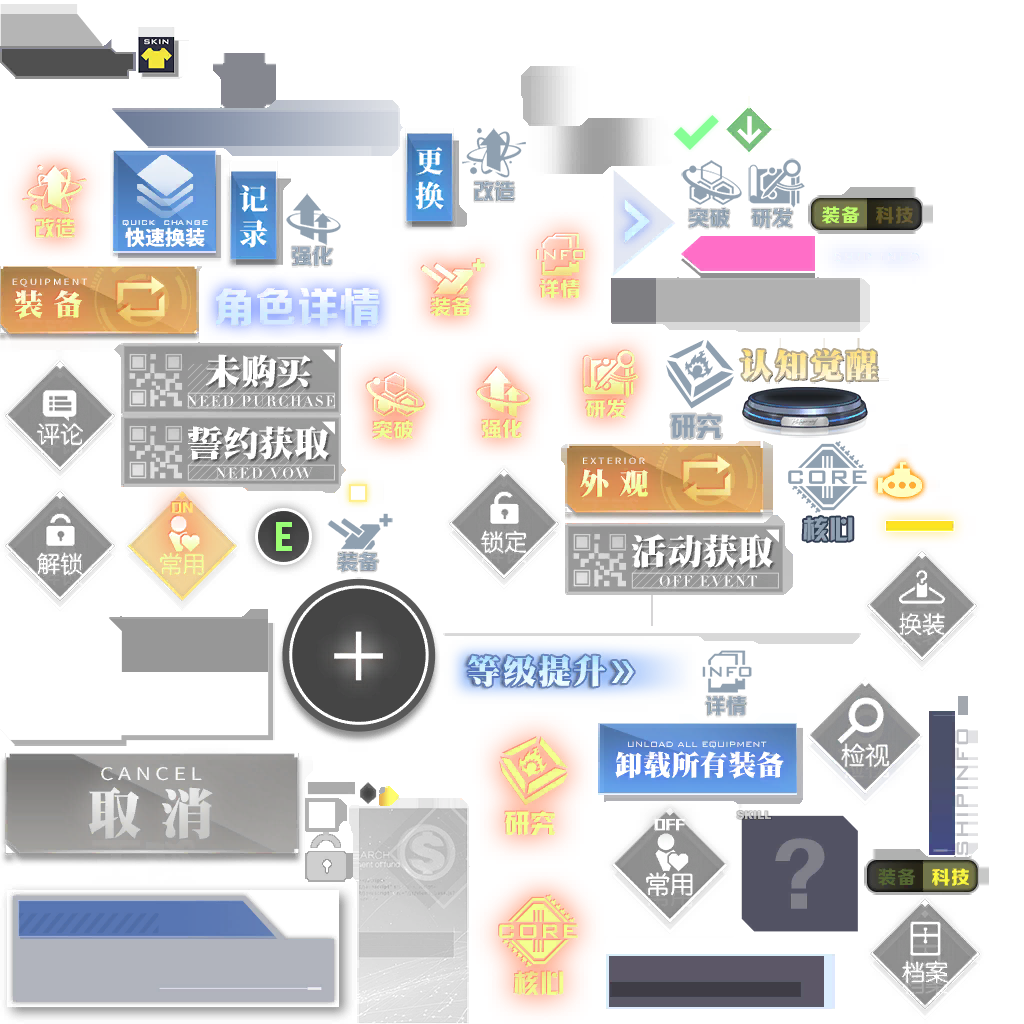 SKIN
改造
QUICK CHANGE
快速换装
记录
强化
更换
改造
突破
研发
装备 科技
EQUIPMENT
装备
角色详情
装备
INFO
详情
未购买
NEED PURCHASE
誓约获取
NEED VOW
评论
突破
强化
研发
研究
认知觉醒
EXTERIOR
外观
CORE
核心
解锁
ON
常用
E
装备
锁定
活动获取
OFF EVENT
换装
等级提升
INFO
详情
检视
SHIPINFO
CANCEL
取消
研究
UNLOAD ALL EQUIPMENT
卸载所有装备
SKILL
?
OFF
常用
装备 科技
CORE
核心
档案